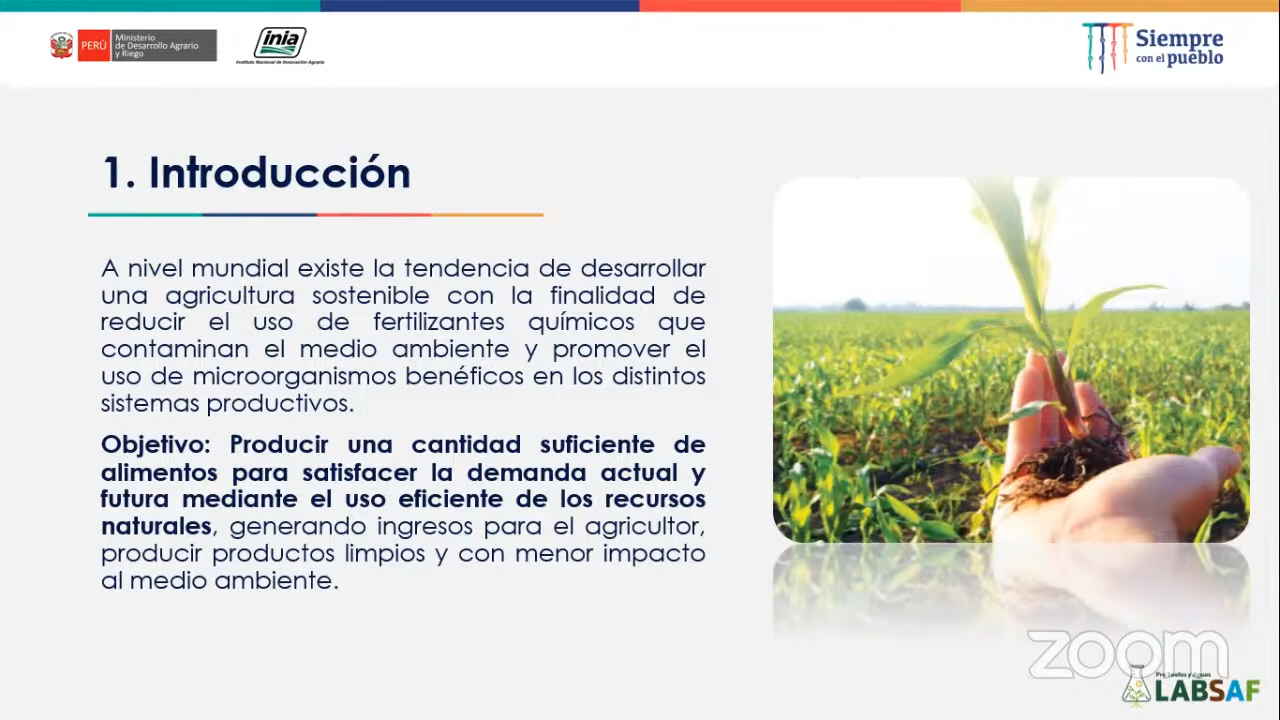 PERÚ
Ministerio
de Desarrollo Agrario
y Riego
inia
Instituto Nacional de Innovación Agraria
Siempre
con el pueblo
1. Introducción
A nivel mundial existe la tendencia de desarrollar
una agricultura sostenible con la finalidad de
reducir el uso de fertilizantes químicos que
contaminan el medio ambiente y promover el
uso de microorganismos benéficos en los distintos
sistemas productivos.
Objetivo: Producir una cantidad suficiente de
alimentos para satisfacer la demanda actual y
futura mediante el uso eficiente de los recursos
naturales, generando ingresos para el agricultor,
producir productos limpios y con menor impacto
al medio ambiente.
zoom
LABSAF